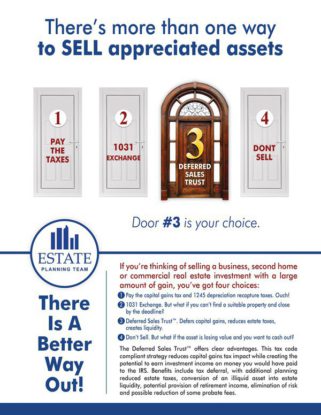 There's more than one way
to SELL appreciated assets
1
PAY
THE
TAXES
2
1031
EXCHANGE
3
DEFERRED
SALES
TRUST
4
DONT
SELL
Door #3 is your choice.
ESTATE
PLANNING TEAM
There
Is A
Better
Way
Out!
If you're thinking of selling a business, second home
or commercial real estate investment with a large
amount of gain, you've got four choices:
1 Pay the capital gains tax and 1245 depreciation recapture taxes. Ouch!
2 1031 Exchange. But what if you can't find a suitable property and close
by the deadline?
3 Deferred Sales Trust™. Defers capital gains, reduces estate taxes,
creates liquidity.
4 Don't Sell. But what if the asset is losing value and you want to cash out?
The Deferred Sales Trust™ offers clear advantages. This tax code
compliant strategy reduces capital gains tax impact while creating the
potential to earn investment income on money you would have paid
to the IRS. Benefits include tax deferral, with additional planning
reduced estate taxes, conversion of an illiquid asset into estate
liquidity, potential provision of retirement income, elimination of risk
and possible reduction of some probate fees.